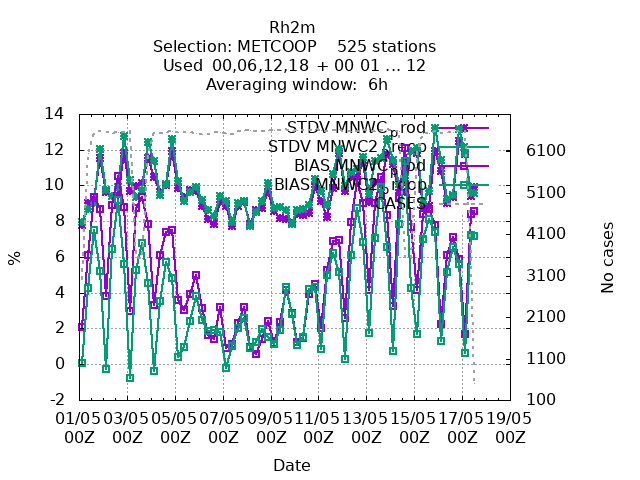 Rh2m
Selection: METCOOP 525 stations
Used 00,06,12,18 + 00 01 ... 12
Averaging window: 6h
14
12
10
8
6
4
2
0
-2
%
STDV MNWC_prod
STDV MNWC2_preop
BIAS MNWC_prod
BIAS MNWC2_preop
CASES
6100
5100
4100
3100
2100
1100
100
No cases
01/05 03/05 05/05 07/05 09/05 11/05 13/05 15/05 17/05 19/05
00Z 00Z 00Z 00Z 00Z 00Z 00Z 00Z 00Z 00Z
Date